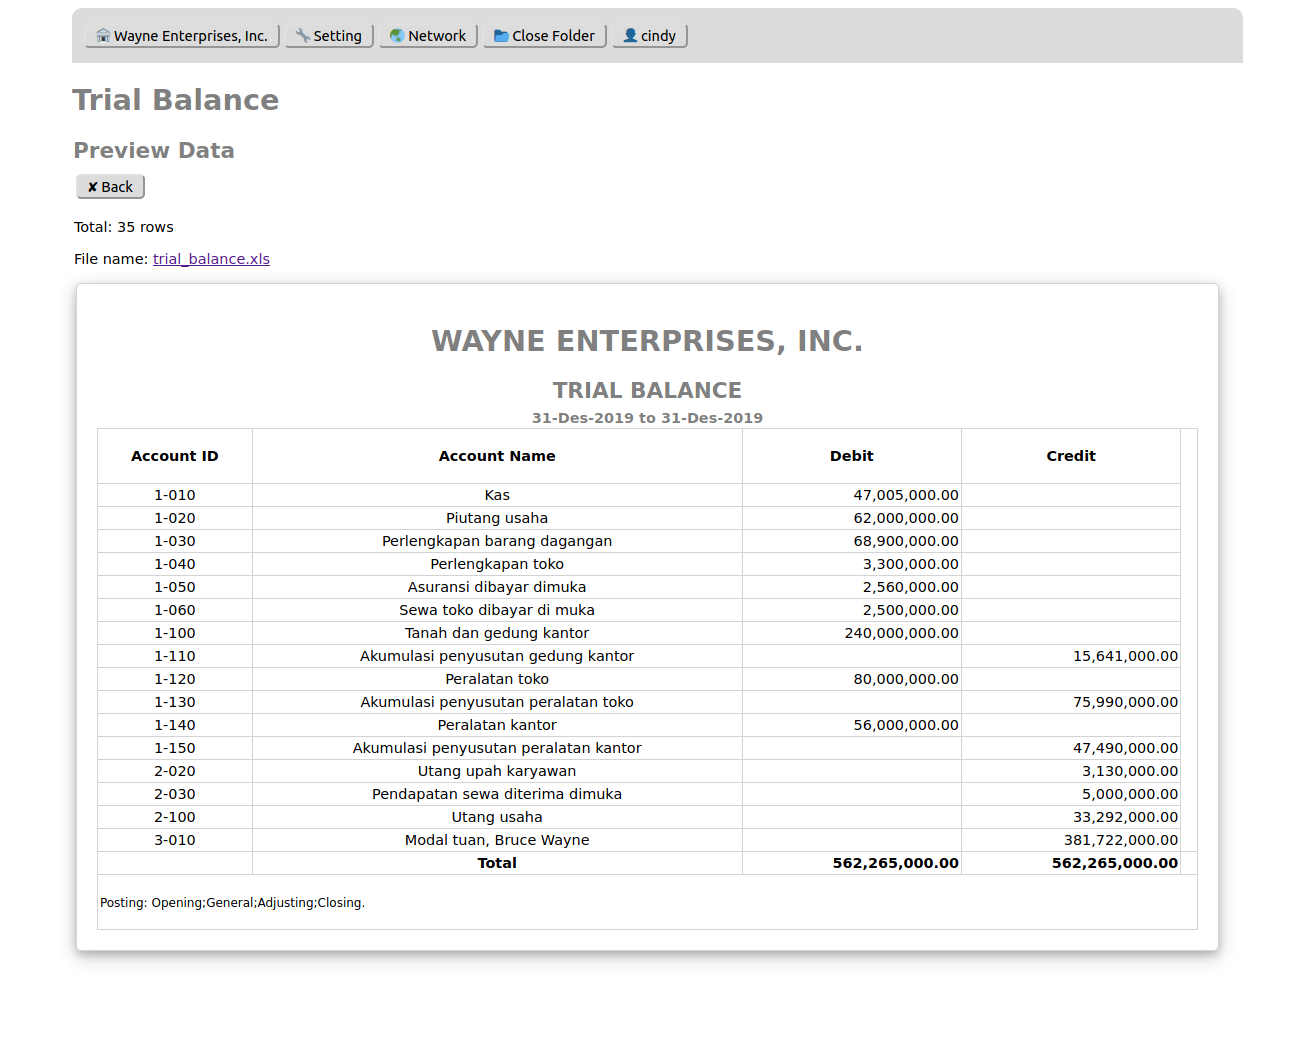 Wayne Enterprises, Inc. Setting Network Close Folder cindy
Trial Balance
Preview Data
✘ Back
Total: 35 rows
File name: trial_balance.xls
WAYNE ENTERPRISES, INC.
TRIAL BALANCE
31-Des-2019 to 31-Des-2019
Account ID Account Name Debit Credit
1-010 Kas 47,005,000.00
1-020 Piutang usaha 62,000,000.00
1-030 Perlengkapan barang dagangan 68,900,000.00
1-040 Perlengkapan toko 3,300,000.00
1-050 Asuransi dibayar dimuka 2,560,000.00
1-060 Sewa toko dibayar di muka 2,500,000.00
1-100 Tanah dan gedung kantor 240,000,000.00
1-110 Akumulasi penyusutan gedung kantor 15,641,000.00
1-120 Peralatan toko 80,000,000.00
1-130 Akumulasi penyusutan peralatan toko 75,990,000.00
1-140 Peralatan kantor 56,000,000.00
1-150 Akumulasi penyusutan peralatan kantor 47,490,000.00
2-020 Utang upah karyawan 3,130,000.00
2-030 Pendapatan sewa diterima dimuka 5,000,000.00
2-100 Utang usaha 33,292,000.00
3-010 Modal tuan, Bruce Wayne 381,722,000.00
Total 562,265,000.00 562,265,000.00
Posting: Opening;General;Adjusting;Closing.